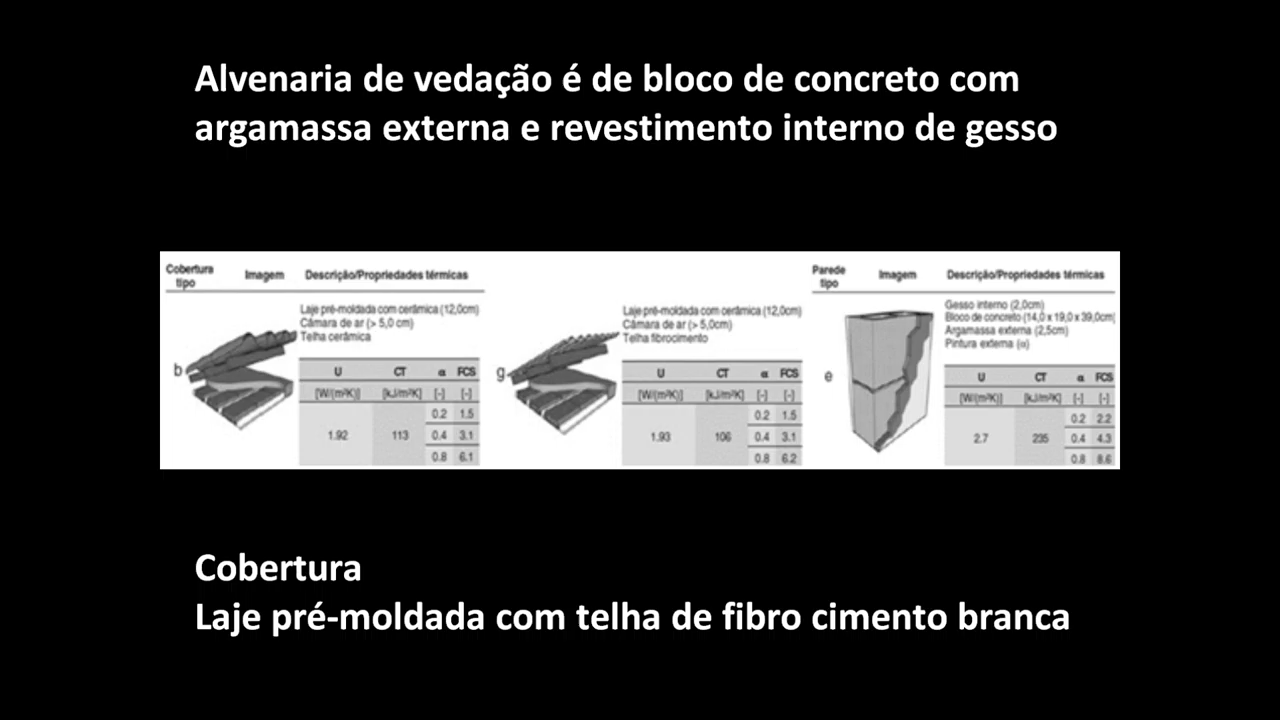 Alvenaria de vedação é de bloco de concreto com
argamassa externa e revestimento interno de gesso
Cobertura tipo Imagem Descrição/Propriedades térmicas
b
Laje pré-moldada com cerâmica (12,0cm)
Câmara de ar (> 5,0 cm)
Telha cerâmica
U CT α FCS
[W/(m²K)] [kJ/m²K] [-] [-]
0.2 1.5
1.92 113 0.4 3.1
0.8 6.1
g
Laje pré-moldada com cerâmica (12,0cm)
Câmara de ar (> 5,0cm)
Telha fibrocimento
U CT α FCS
[W/(m²K)] [kJ/m²K] [-] [-]
0.2 1.5
1.93 106 0.4 3.1
0.8 6.2
Parede tipo Imagem Descrição/Propriedades térmicas
e
Gesso interno (2,0cm)
Bloco de concreto (14,0 x 19,0 x 39,0cm)
Argamassa externa (2,5cm)
Pintura externa (α)
U CT α FCS
[W/(m²K)] [kJ/m²K] [-] [-]
0.2 2.2
2.7 235 0.4 4.3
0.8 8.6
Cobertura
Laje pré-moldada com telha de fibro cimento branca